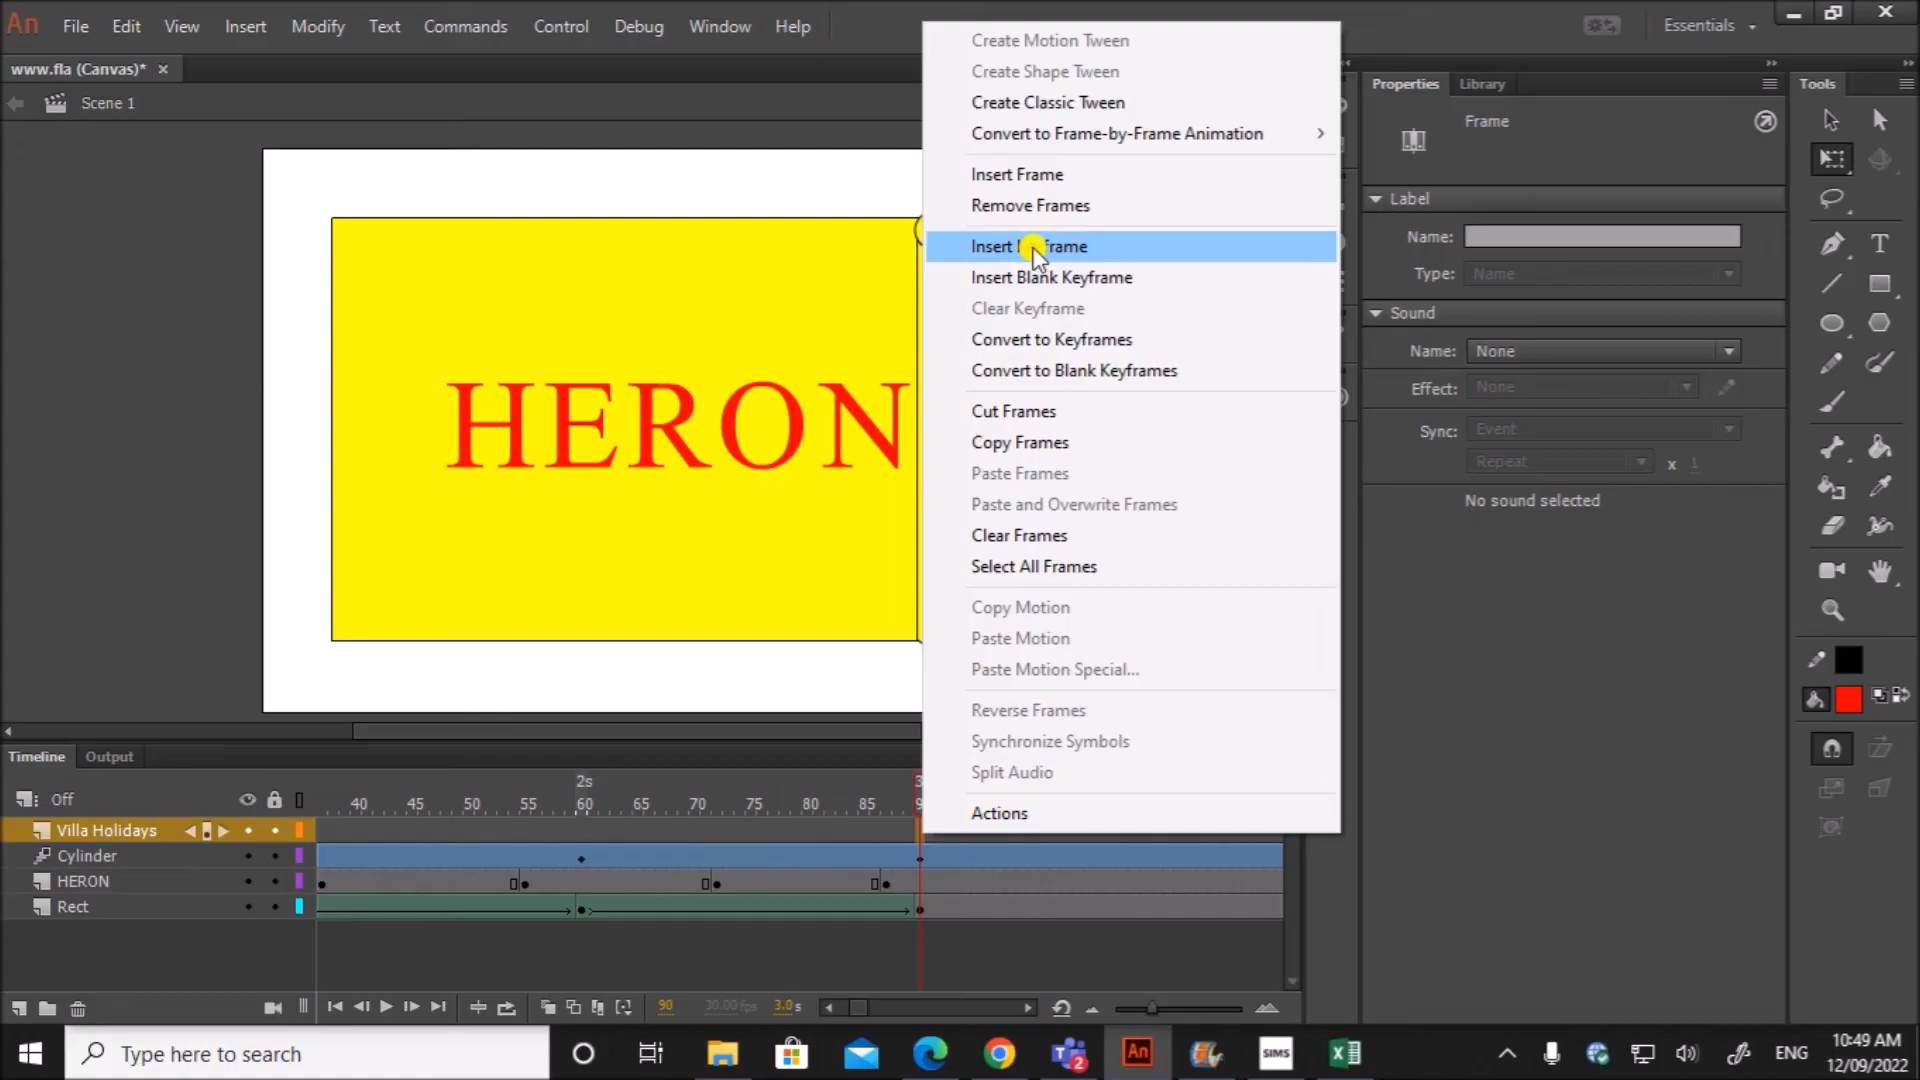 An File Edit View Insert Modify Text Commands Control Debug Window Help Essentials
www.fla (Canvas)*
Scene 1
HERON
Create Motion Tween
Create Shape Tween
Create Classic Tween
Convert to Frame-by-Frame Animation
Insert Frame
Remove Frames
Insert
Insert Blank Keyframe
Clear Keyframe
Convert to Keyframes
Convert to Blank Keyframes
Cut Frames
Copy Frames
Paste Frames
Paste and Overwrite Frames
Clear Frames
Select All Frames
Copy Motion
Paste Motion
Paste Motion Special...
Reverse Frames
Synchronize Symbols
Split Audio
Actions
Properties Library
Frame
Label
Name:
Type: Name
Sound
Name: None
Effect: None
Sync: Event
Repeat x 1
No sound selected
Tools
Timeline Output
2s
Off 40 45 50 55 60 65 70 75 80 85
Villa Holidays
Cylinder
HERON
Rect
90 30.00 fps 3.0 s
Type here to search
An SIMS ENG
10:49 AM
12/09/2022